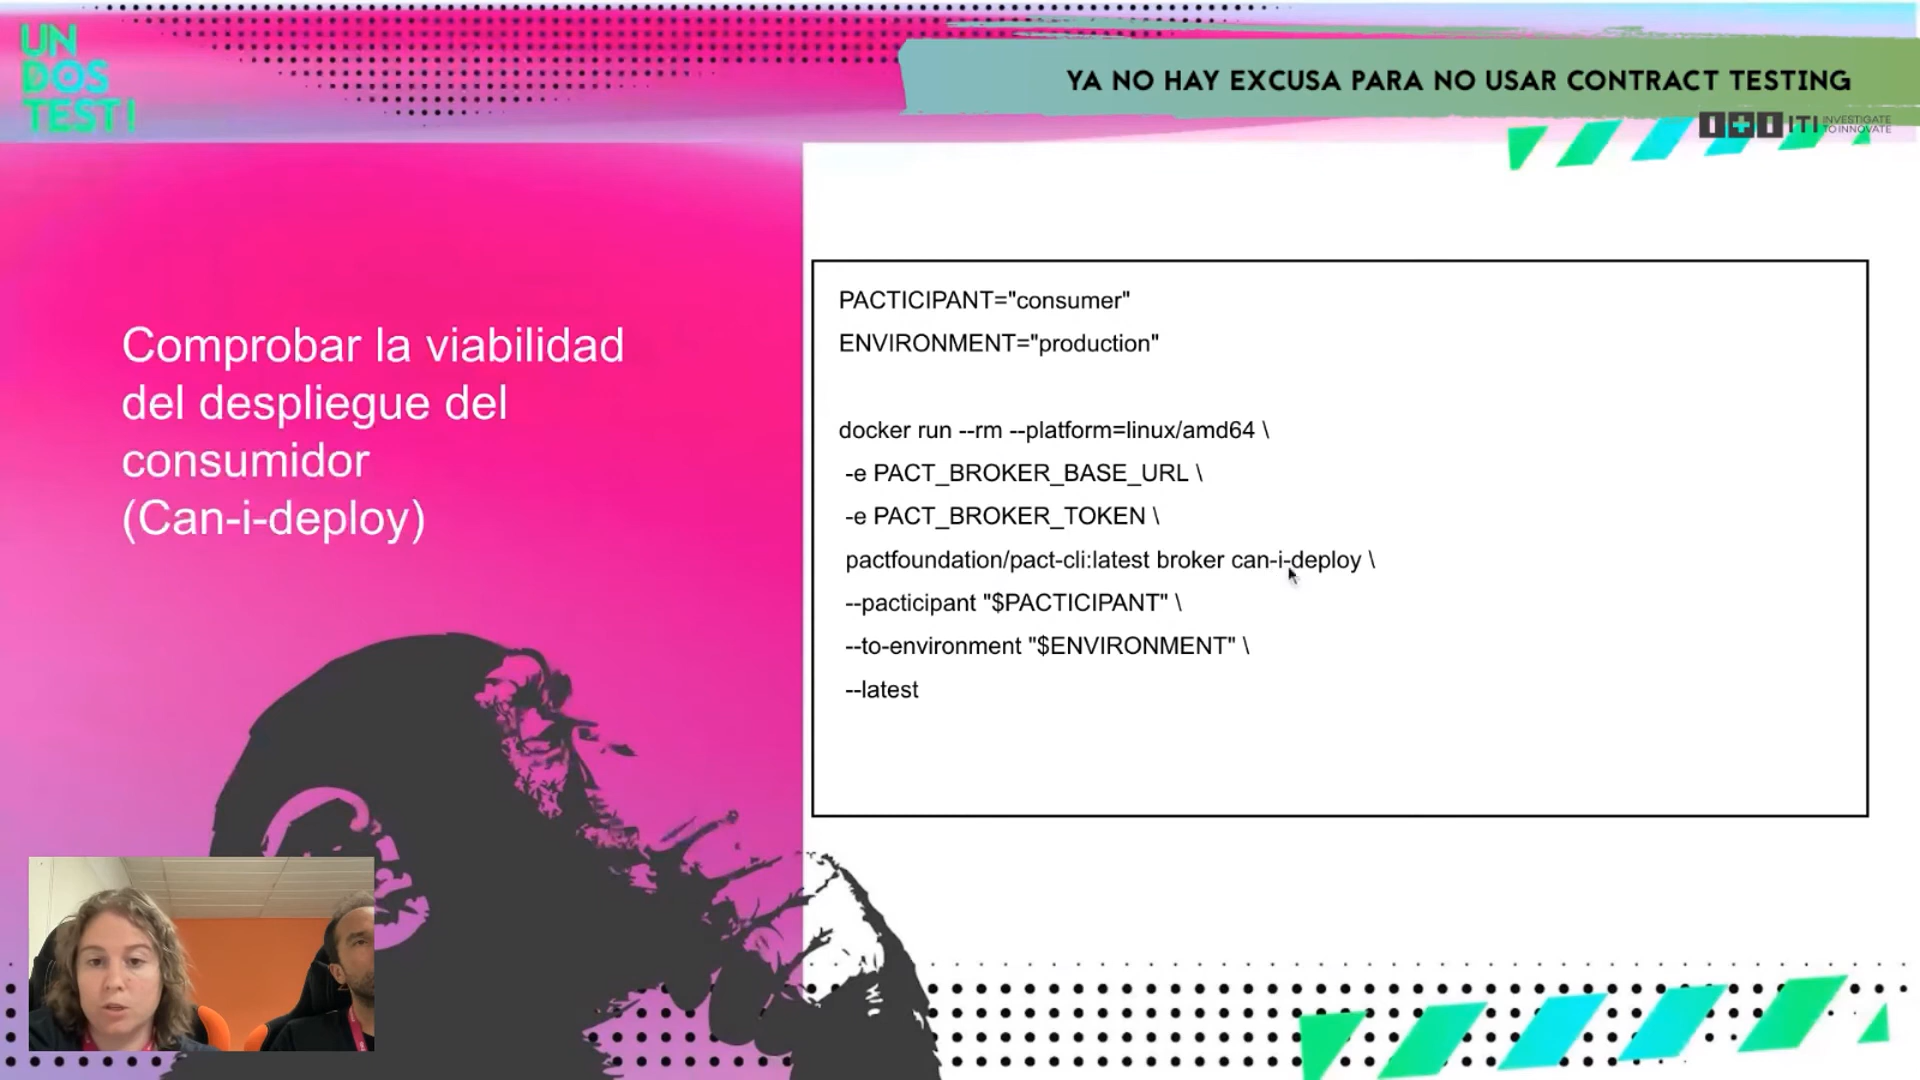 UN
DOS
TEST!
YA NO HAY EXCUSA PARA NO USAR CONTRACT TESTING
ITI INVESTIGATE
TO INNOVATE
Comprobar la viabilidad
del despliegue del
consumidor
(Can-i-deploy)
PACTICIPANT="consumer"
ENVIRONMENT="production"
docker run --rm --platform=linux/amd64 \
-e PACT_BROKER_BASE_URL \
-e PACT_BROKER_TOKEN \
pactfoundation/pact-cli:latest broker can-i-deploy \
--pacticipant "$PACTICIPANT" \
--to-environment "$ENVIRONMENT" \
--latest